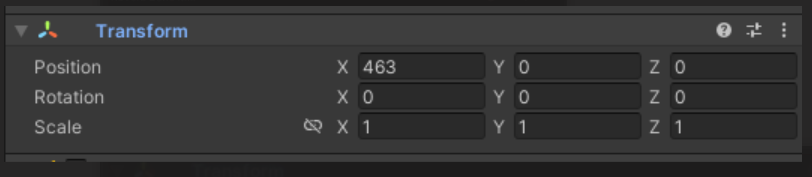 Transform
Position X 463 Y 0 Z 0
Rotation X 0 Y 0 Z 0
Scale X 1 Y 1 Z 1